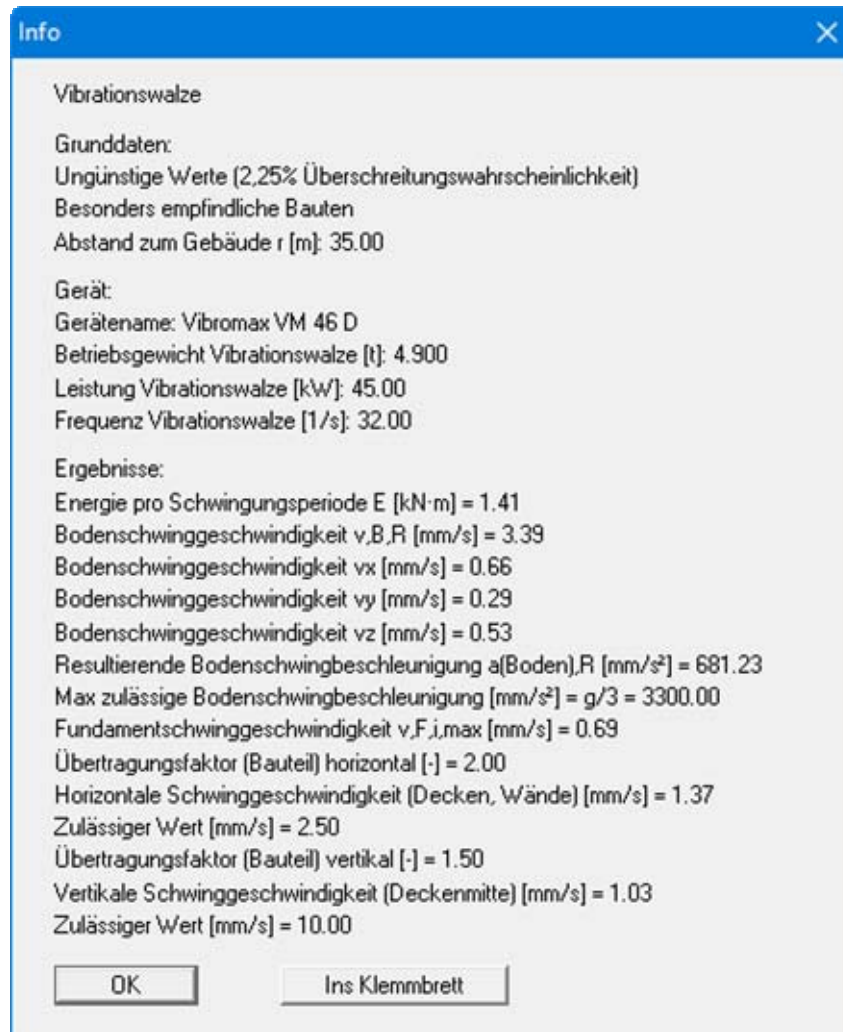 Info
Vibrationswalze
Grunddaten:
Ungünstige Werte (2,25% Überschreitungswahrscheinlichkeit)
Besonders empfindliche Bauten
Abstand zum Gebäude r [m]: 35.00
Gerät:
Gerätename: Vibromax VM 46 D
Betriebsgewicht Vibrationswalze [t]: 4.900
Leistung Vibrationswalze [kW]: 45.00
Frequenz Vibrationswalze [1/s]: 32.00
Ergebnisse:
Energie pro Schwingungsperiode E [kN·m] = 1.41
Bodenschwinggeschwindigkeit v,B,R [mm/s] = 3.39
Bodenschwinggeschwindigkeit vx [mm/s] = 0.66
Bodenschwinggeschwindigkeit vy [mm/s] = 0.29
Bodenschwinggeschwindigkeit vz [mm/s] = 0.53
Resultierende Bodenschwingbeschleunigung a(Boden),R [mm/s²] = 681.23
Max zulässige Bodenschwingbeschleunigung [mm/s²] = g/3 = 3300.00
Fundamentschwinggeschwindigkeit v,F,i,max [mm/s] = 0.69
Übertragungsfaktor (Bauteil) horizontal [-] = 2.00
Horizontale Schwinggeschwindigkeit (Decken, Wände) [mm/s] = 1.37
Zulässiger Wert [mm/s] = 2.50
Übertragungsfaktor (Bauteil) vertikal [-] = 1.50
Vertikale Schwinggeschwindigkeit (Deckenmitte) [mm/s] = 1.03
Zulässiger Wert [mm/s] = 10.00
OK
Ins Klemmbrett